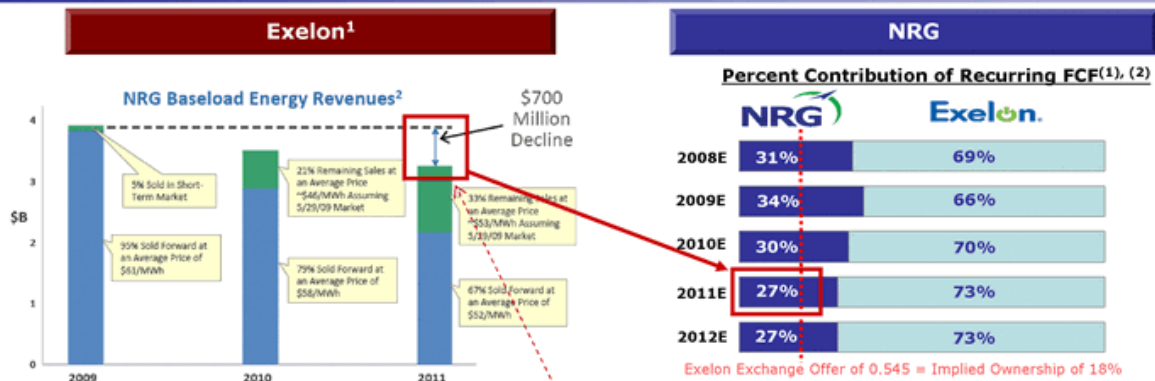 Exelon¹
NRG
NRG Baseload Energy Revenues²
$700
Million
Decline
4
3
$B
2
1
0
5% Sold in Short-
Term Market
95% Sold Forward at
an Average Price of
$61/MWh
21% Remaining Sales at
an Average Price
~$46/MWh Assuming
5/29/09 Market
79% Sold Forward at
an Average Price of
$58/MWh
33% Remaining Sales at
an Average Price
~$53/MWh Assuming
5/29/09 Market
67% Sold Forward at
an Average Price of
$52/MWh
2009
2010
2011
Percent Contribution of Recurring FCF(1), (2)
NRG
Exelon.
2008E 31% 69%
2009E 34% 66%
2010E 30% 70%
2011E 27% 73%
2012E 27% 73%
Exelon Exchange Offer of 0.545 = Implied Ownership of 18%